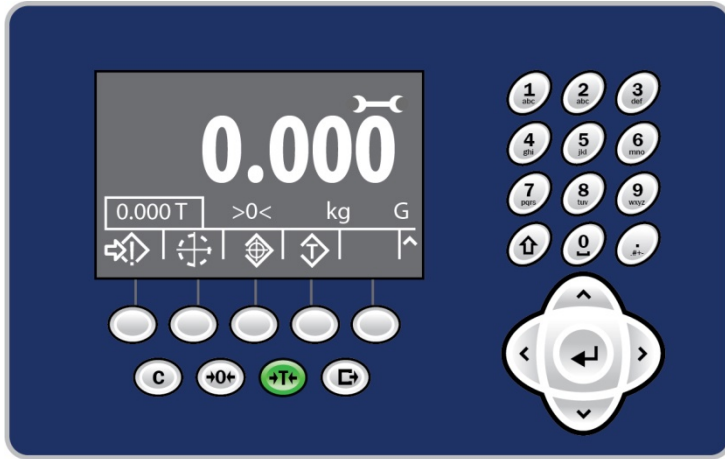 0.000
0.000 T >0< kg G
T
C →0← →T←
1 2 3
abc abc def
4 5 6
ghi jkl mno
7 8 9
pqrs tuv wxyz
0 .
.#+-